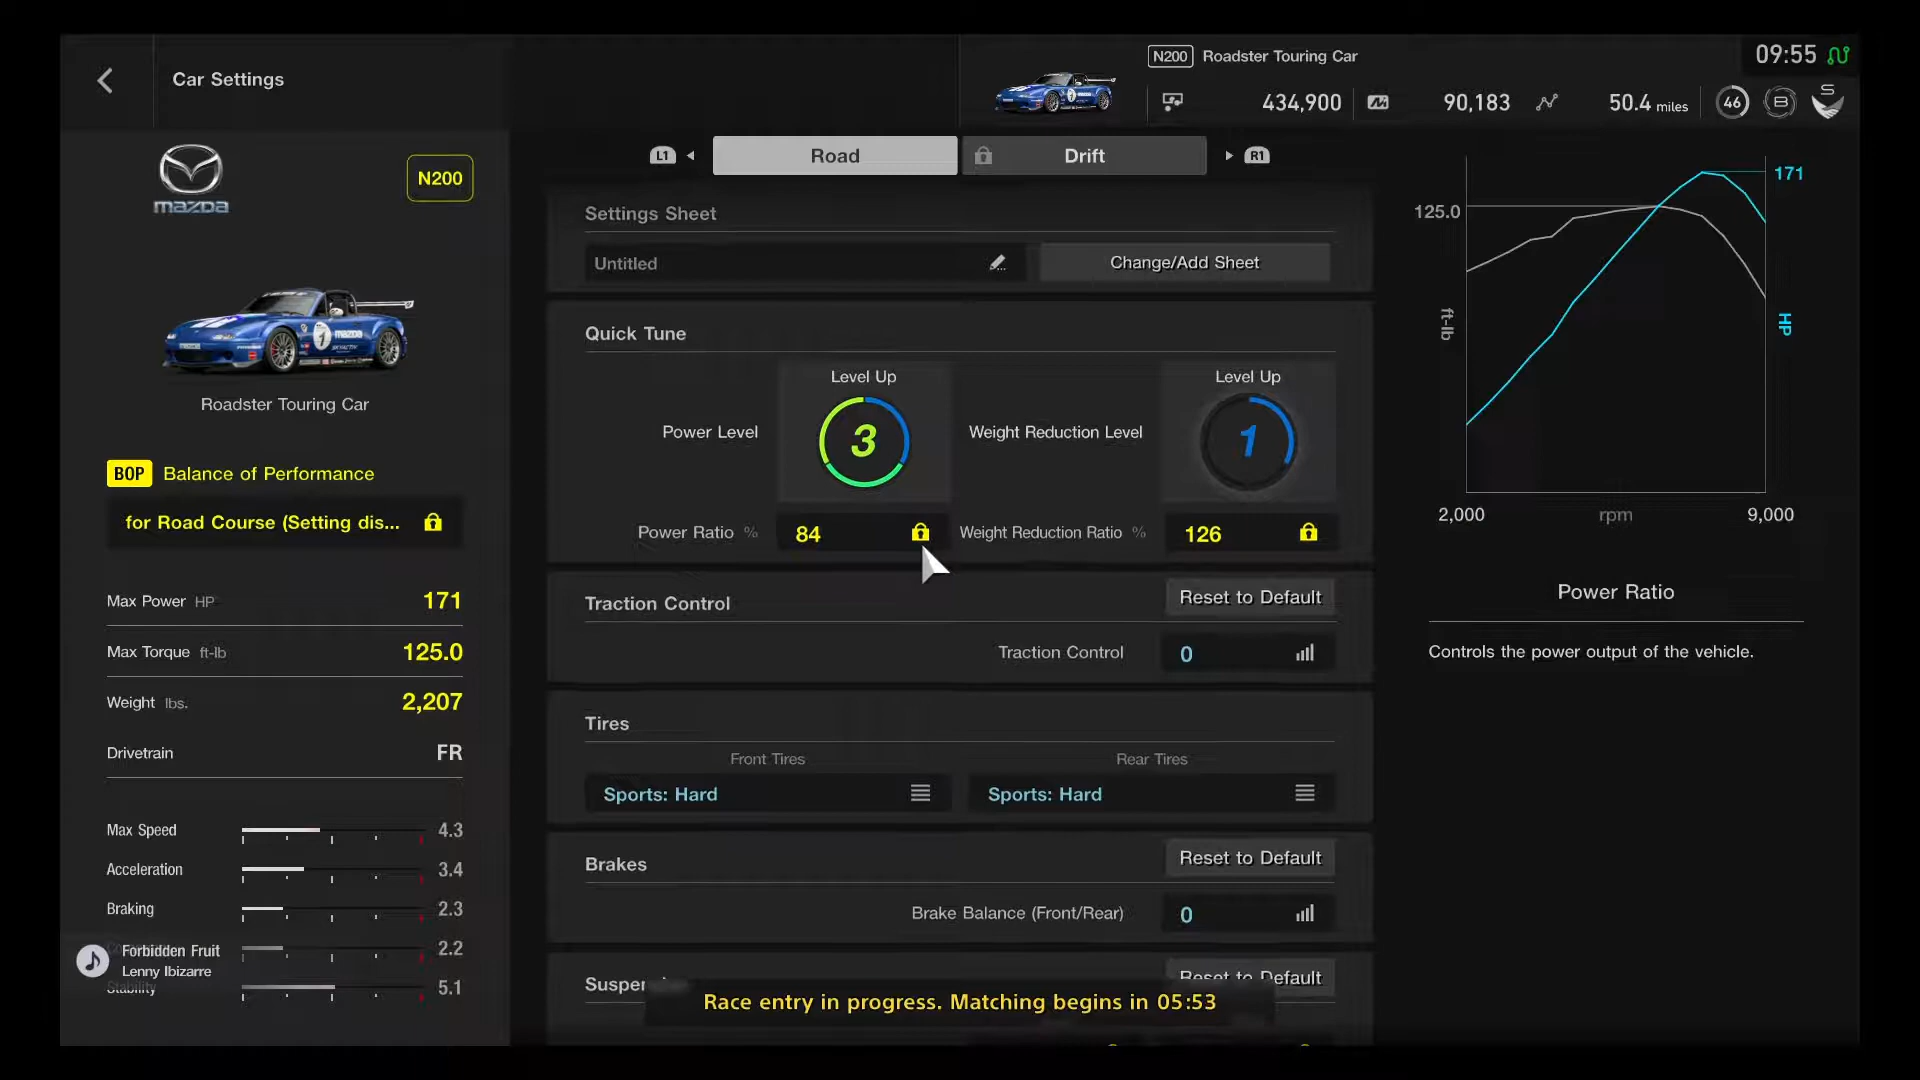 Car Settings
N200 Roadster Touring Car
09:55
434,900
90,183
50.4 miles
46
B
S
mazda
N200
Roadster Touring Car
BOP Balance of Performance
for Road Course (Setting dis...
Max Power HP 171
Max Torque ft-lb 125.0
Weight lbs. 2,207
Drivetrain FR
Max Speed 4.3
Acceleration 3.4
Braking 2.3
2.2
Stability 5.1
Forbidden Fruit
Lenny Ibizarre
L1 Road Drift R1
Settings Sheet
Untitled
Change/Add Sheet
Quick Tune
Level Up
Level Up
Power Level 3
Weight Reduction Level 1
Power Ratio % 84
Weight Reduction Ratio % 126
Traction Control
Reset to Default
Traction Control 0
Tires
Front Tires
Rear Tires
Sports: Hard
Sports: Hard
Brakes
Reset to Default
Brake Balance (Front/Rear) 0
Reset to Default
Race entry in progress. Matching begins in 05:53
171
125.0
ft-lb
HP
2,000 rpm 9,000
Power Ratio
Controls the power output of the vehicle.